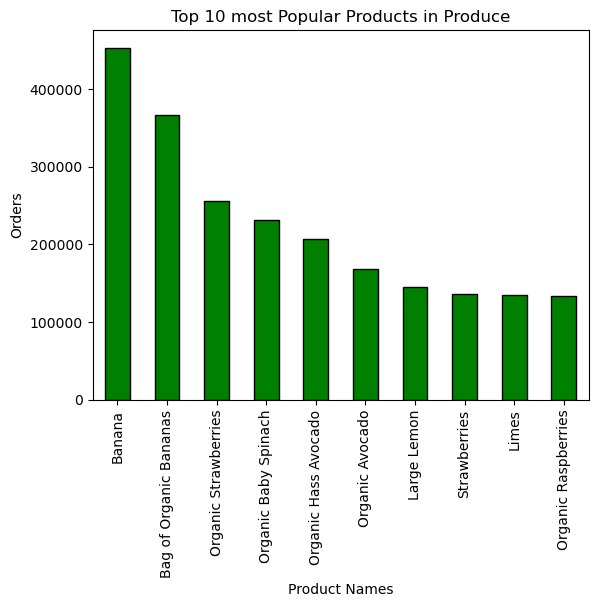 Top 10 most Popular Products in Produce
Orders
400000
300000
200000
100000
0
Banana
Bag of Organic Bananas
Organic Strawberries
Organic Baby Spinach
Organic Hass Avocado
Organic Avocado
Large Lemon
Strawberries
Limes
Organic Raspberries
Product Names